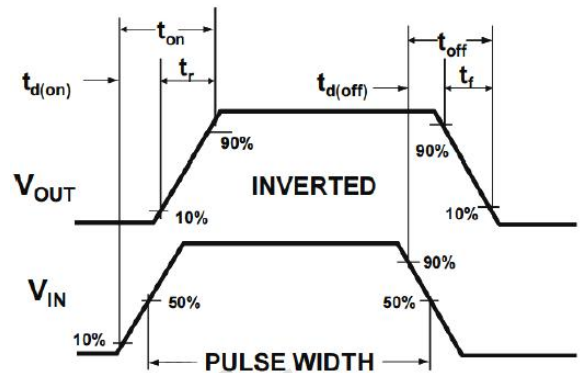 t_on t_off
t_d(on) t_r t_d(off) t_f
90% 90%
V_OUT INVERTED
10% 10%
90%
V_IN 50% 50%
10%
PULSE WIDTH